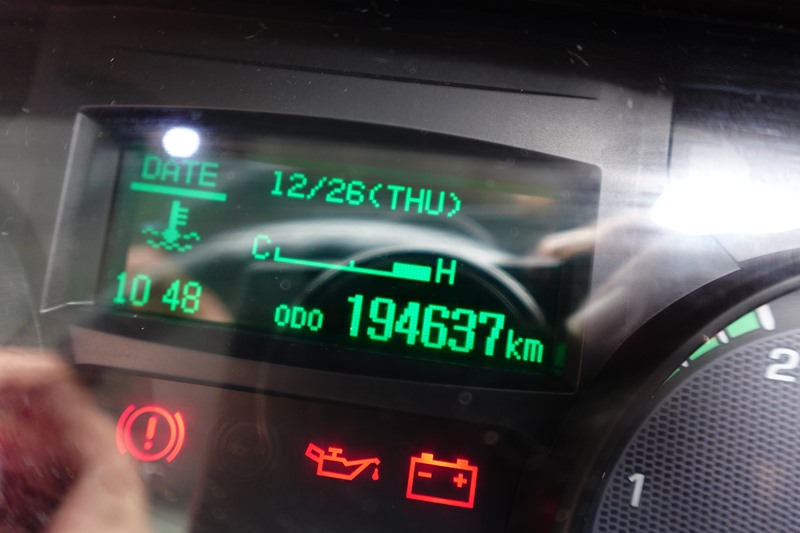 DATE 12/26(THU)
C H
10 48 ODO 194637km
2
1